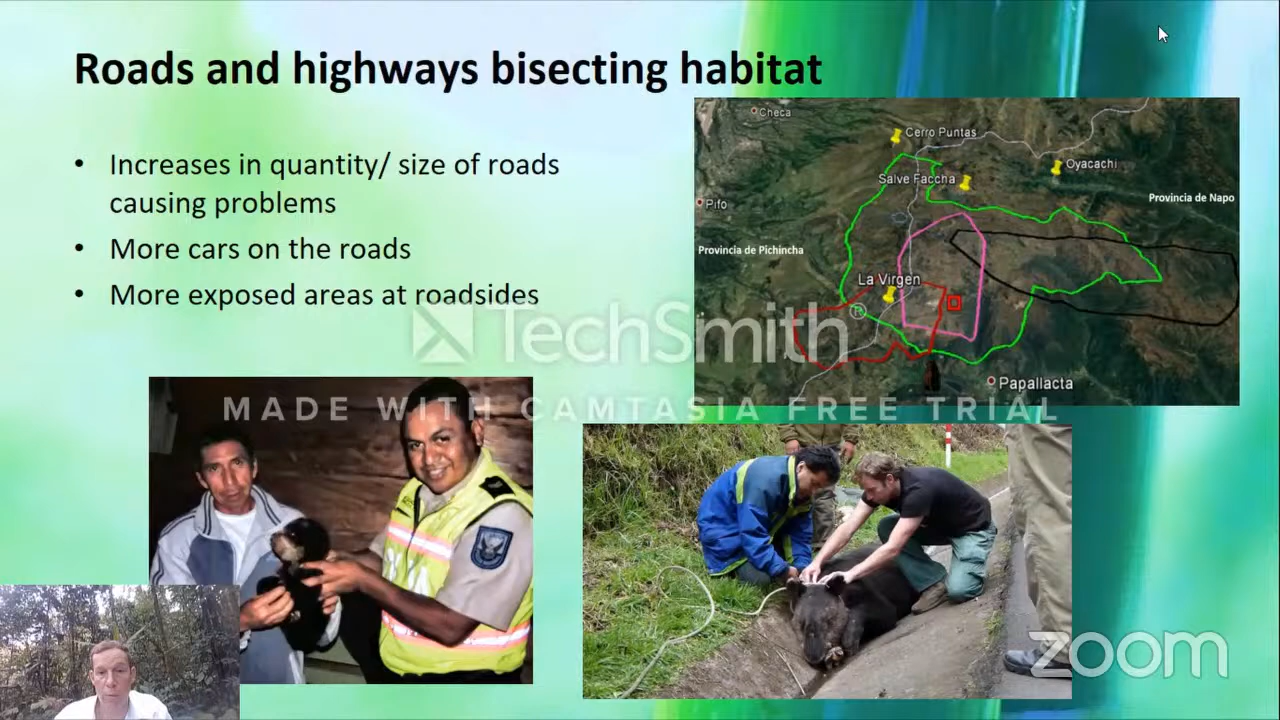 Roads and highways bisecting habitat
• Increases in quantity/ size of roads
causing problems
• More cars on the roads
• More exposed areas at roadsides
Checa
Cerro Puntas
Oyacachi
Salve Faccha
Provincia de Napo
Pifo
Provincia de Pichincha
La Virgen
Papallacta
TechSmith®
MADE WITH CAMTASIA FREE TRIAL
zoom